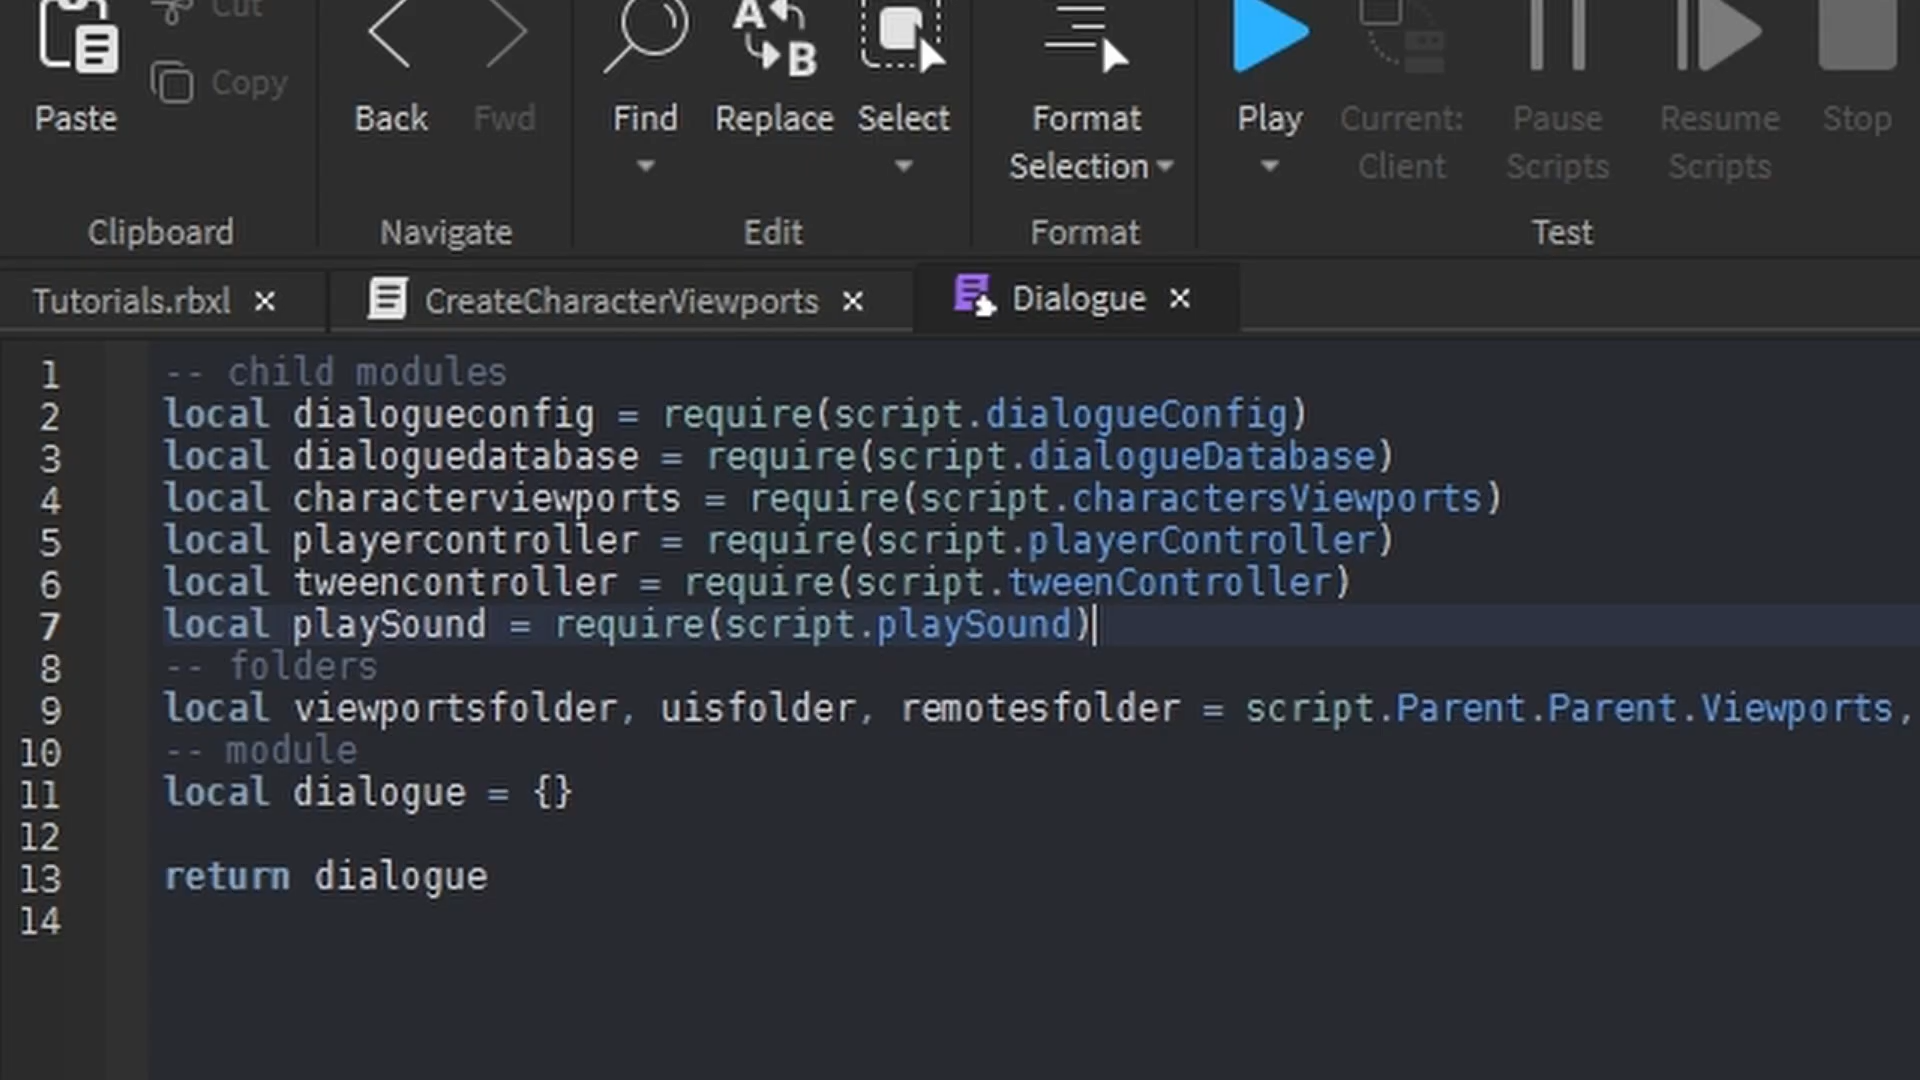 Cut
Copy
Paste
Back
Fwd
Find
A
B
Replace
Select
Format
Selection
Play
Current:
Client
Pause
Scripts
Resume
Scripts
Stop
Clipboard
Navigate
Edit
Format
Test
Tutorials.rbxl ×
CreateCharacterViewports ×
Dialogue ×
1 -- child modules
2 local dialogueconfig = require(script.dialogueConfig)
3 local dialoguedatabase = require(script.dialogueDatabase)
4 local characterviewports = require(script.charactersViewports)
5 local playercontroller = require(script.playerController)
6 local tweencontroller = require(script.tweenController)
7 local playSound = require(script.playSound)
8 -- folders
9 local viewportsfolder, uisfolder, remotesfolder = script.Parent.Parent.Viewports,
10 -- module
11 local dialogue = {}
12
13 return dialogue
14